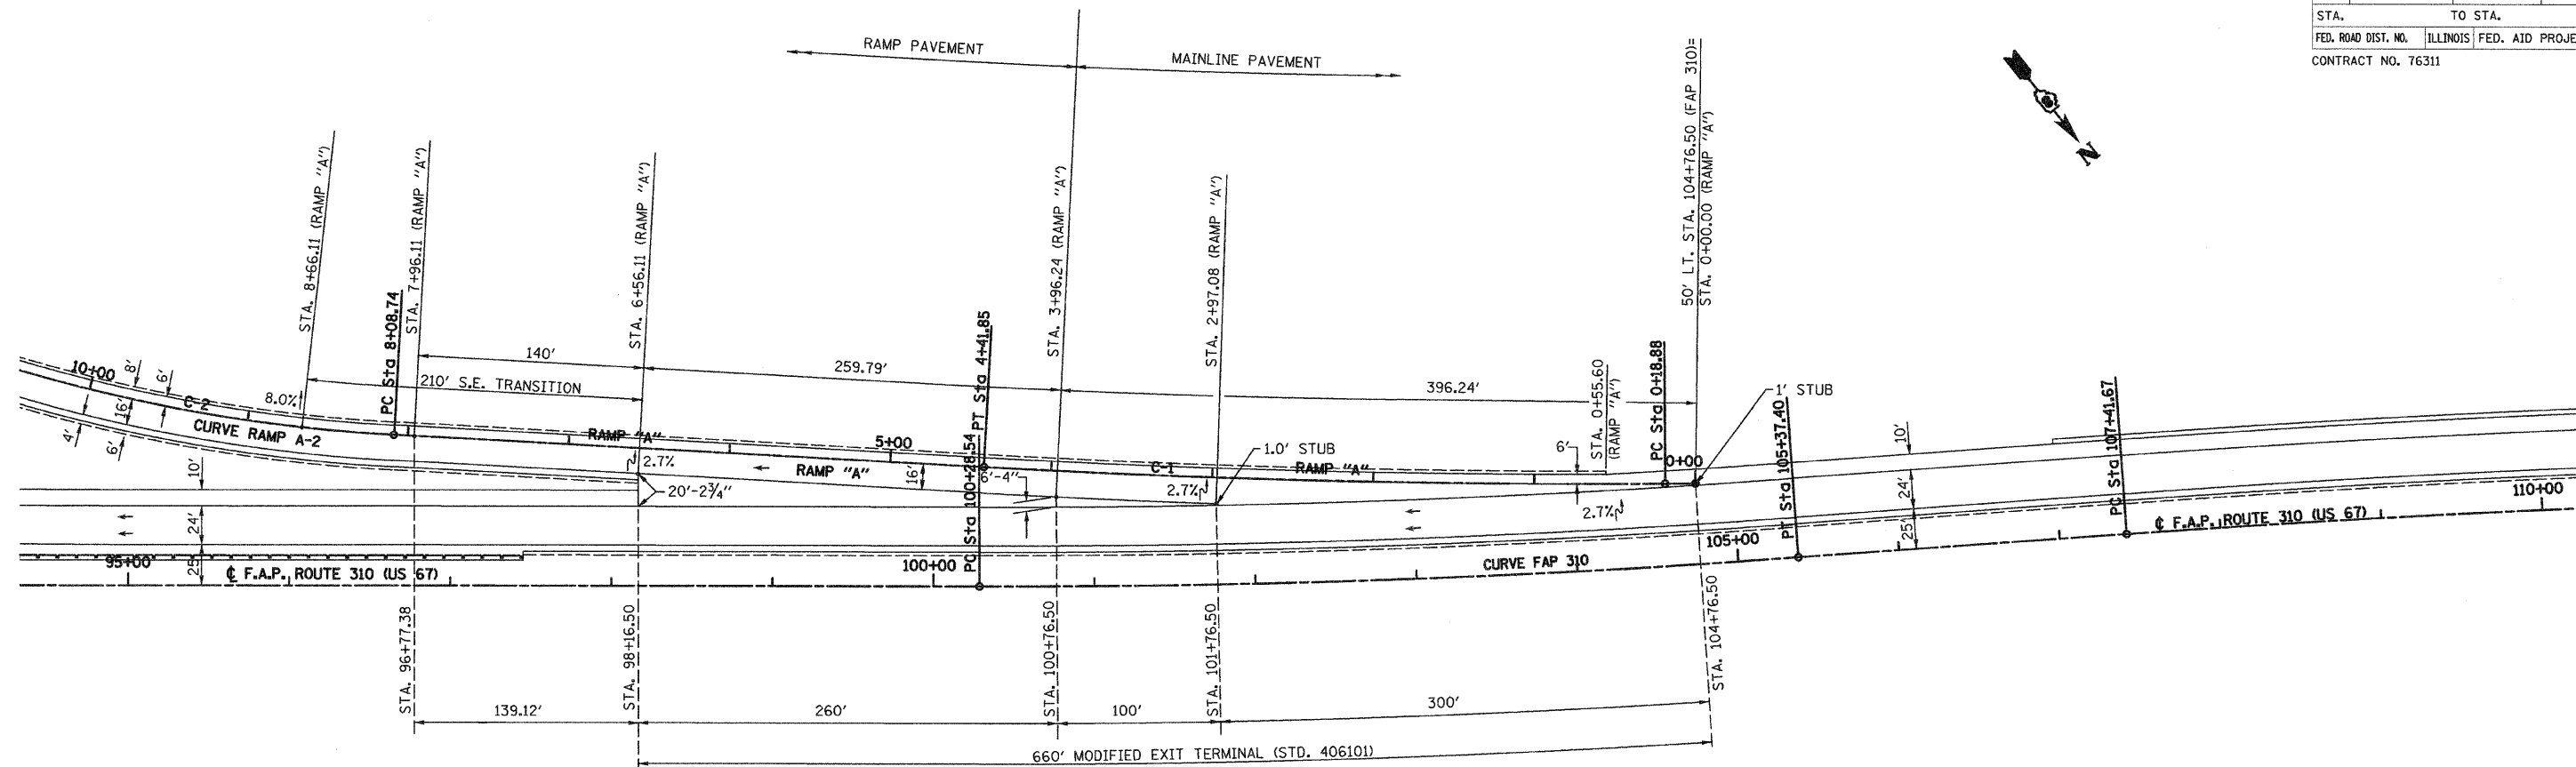 STA. TO STA.
FED. ROAD DIST. NO. ILLINOIS FED. AID PROJE
CONTRACT NO. 76311
RAMP PAVEMENT
MAINLINE PAVEMENT
N
STA. 8+66.11 (RAMP "A")
STA. 7+96.11 (RAMP "A")
STA. 6+56.11 (RAMP "A")
STA. 3+96.24 (RAMP "A")
STA. 2+97.08 (RAMP "A")
50' LT. STA. 104+76.50 (FAP 310)=
STA. 0+00.00 (RAMP "A")
PC Sta 8+08.74
PT Sta 4+41.85
STA. 0+55.60
(RAMP "A")
PC Sta 0+18.88
140'
259.79'
396.24'
210' S.E. TRANSITION
1' STUB
PT Sta 105+37.40
PC Sta 107+41.67
10+00
8'
6'
16'
C-2
8.0%
CURVE RAMP A-2
4'
6'
RAMP "A"
5+00
C-1
RAMP "A"
0+00
6'
1.0' STUB
2.7%
RAMP "A"
16'
6'-4"
2.7%
2.7%
20'-2¾"
10'
24'
25'
10'
24'
25'
95+00
℄ F.A.P. ROUTE 310 (US 67)
100+00
PC Sta 100+28.54
CURVE FAP 310
105+00
℄ F.A.P. ROUTE 310 (US 67)
110+00
STA. 96+77.38
STA. 98+16.50
STA. 100+76.50
STA. 101+76.50
STA. 104+76.50
139.12'
260'
100'
300'
660' MODIFIED EXIT TERMINAL (STD. 406101)